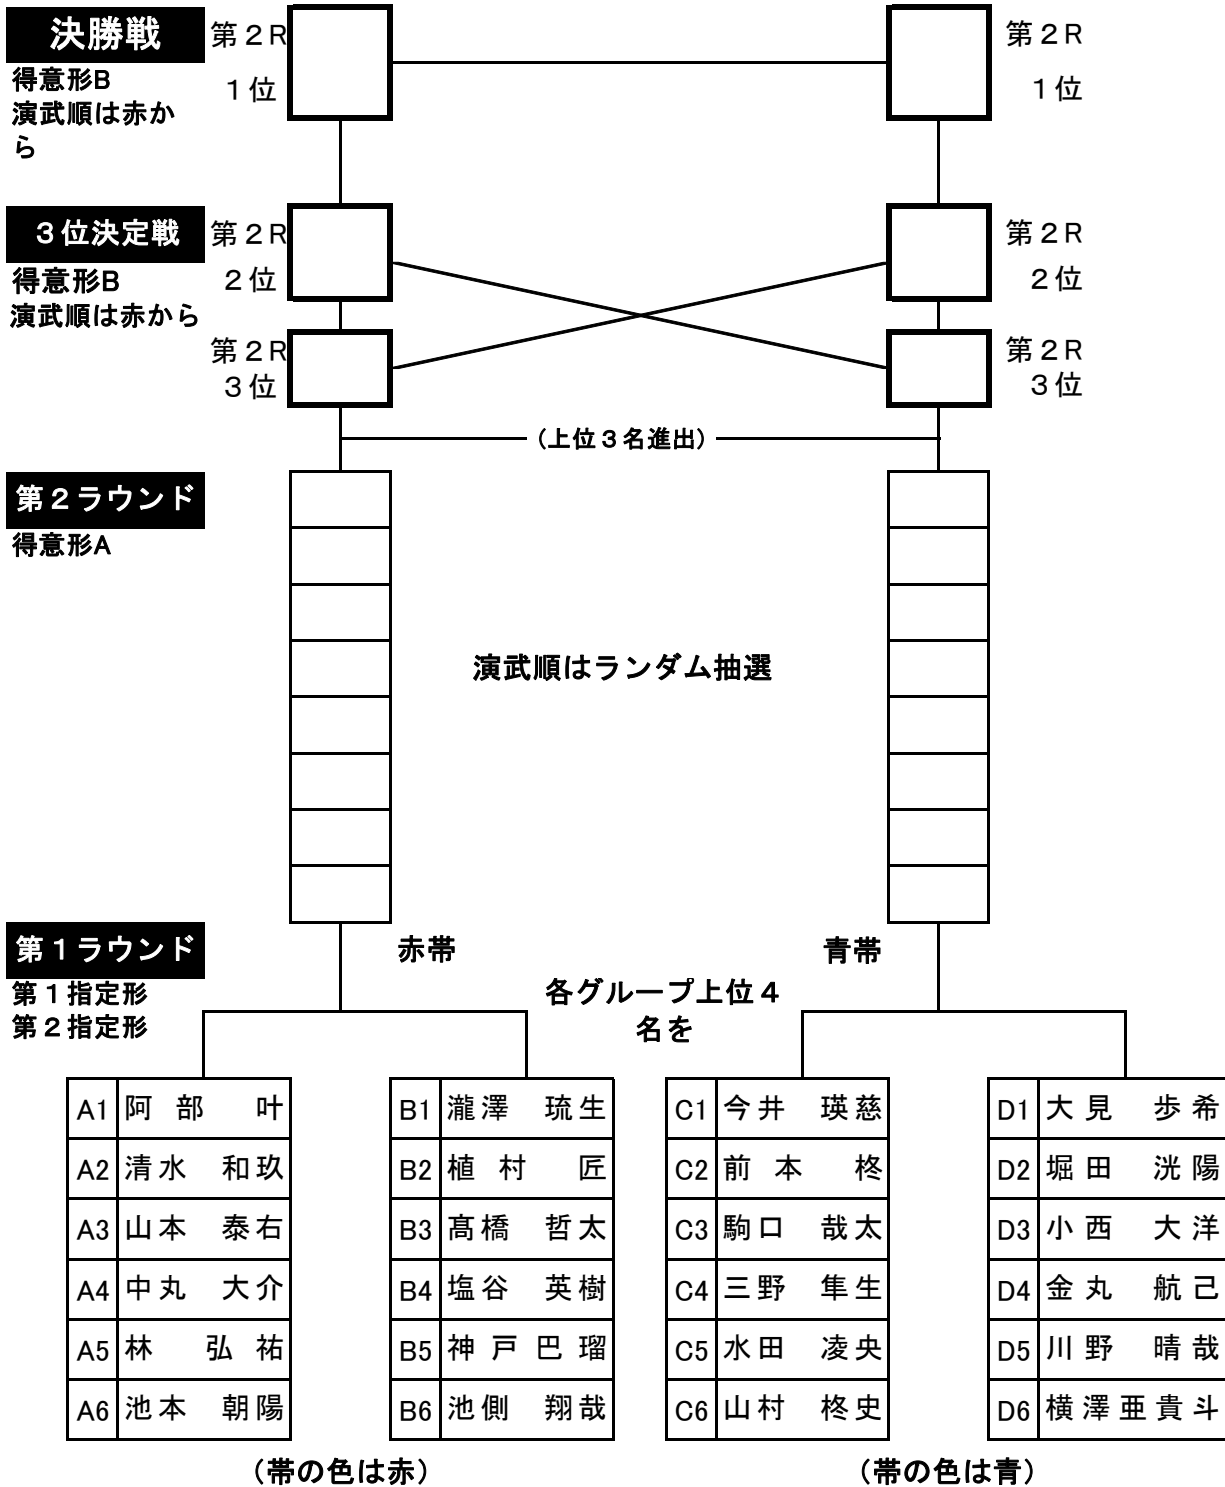 決勝戦
第２R
第２R
得意形B
１位
１位
演武順は赤か
ら
３位決定戦
第２R
第２R
得意形B
２位
２位
演武順は赤から
第２R
第２R
３位
３位
（上位３名進出）
第２ラウンド
得意形A
演武順はランダム抽選
第１ラウンド
赤帯
青帯
第１指定形
各グループ上位４
第２指定形
名を
A1 阿部　叶
B1 瀧澤　琉生
C1 今井　瑛慈
D1 大見　歩希
A2 清水　和玖
B2 植村　匠
C2 前本　柊
D2 堀田　洸陽
A3 山本　泰右
B3 髙橋　哲太
C3 駒口　哉太
D3 小西　大洋
A4 中丸　大介
B4 塩谷　英樹
C4 三野　隼生
D4 金丸　航己
A5 林　弘祐
B5 神戸巴瑠
C5 水田　凌央
D5 川野　晴哉
A6 池本　朝陽
B6 池側　翔哉
C6 山村　柊史
D6 横澤亜貴斗
（帯の色は赤）
（帯の色は青）